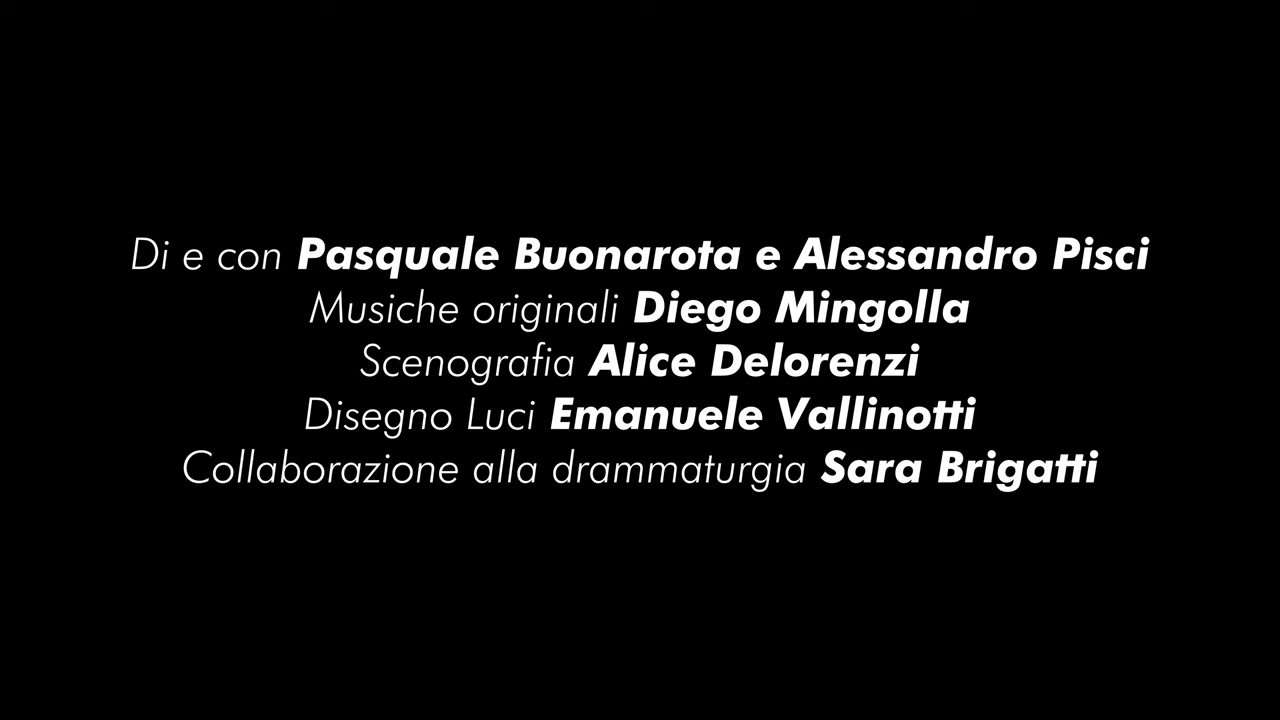 Di e con Pasquale Buonarota e Alessandro Pisci
Musiche originali Diego Mingolla
Scenografia Alice Delorenzi
Disegno Luci Emanuele Vallinotti
Collaborazione alla drammaturgia Sara Brigatti